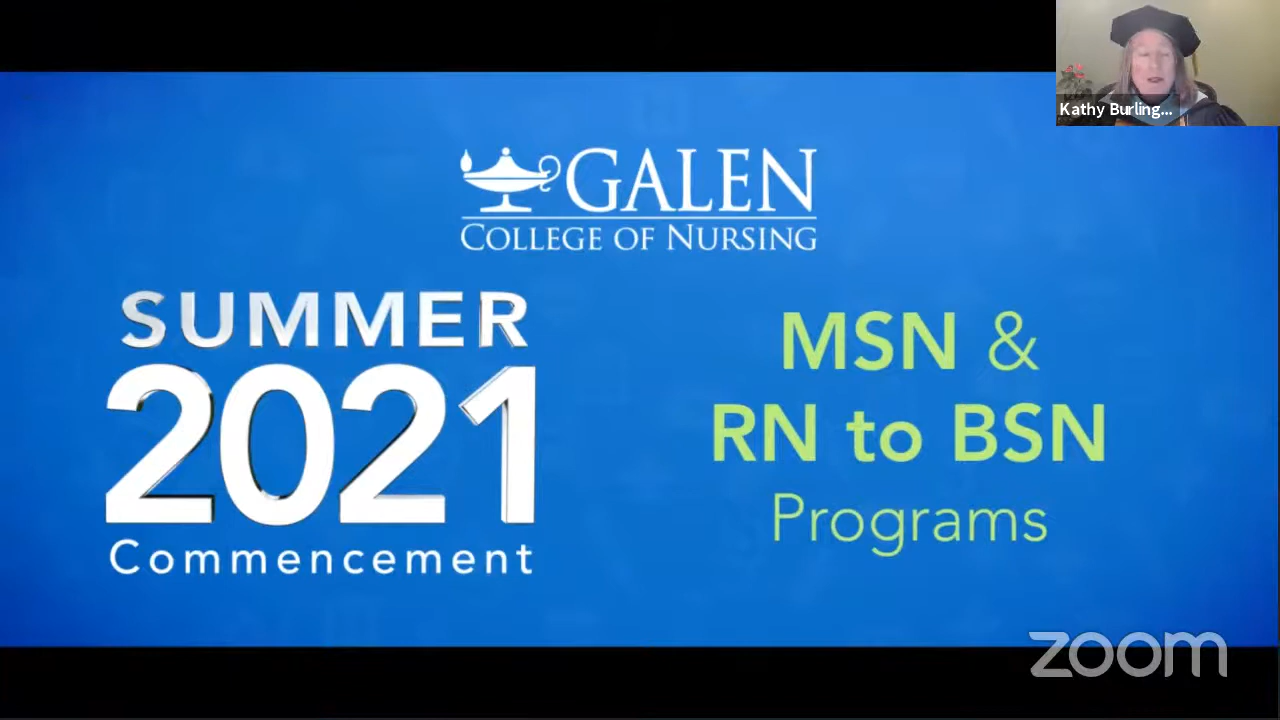 Kathy Burling...
GALEN
COLLEGE OF NURSING
SUMMER
2021
Commencement
MSN &
RN to BSN
Programs
zoom